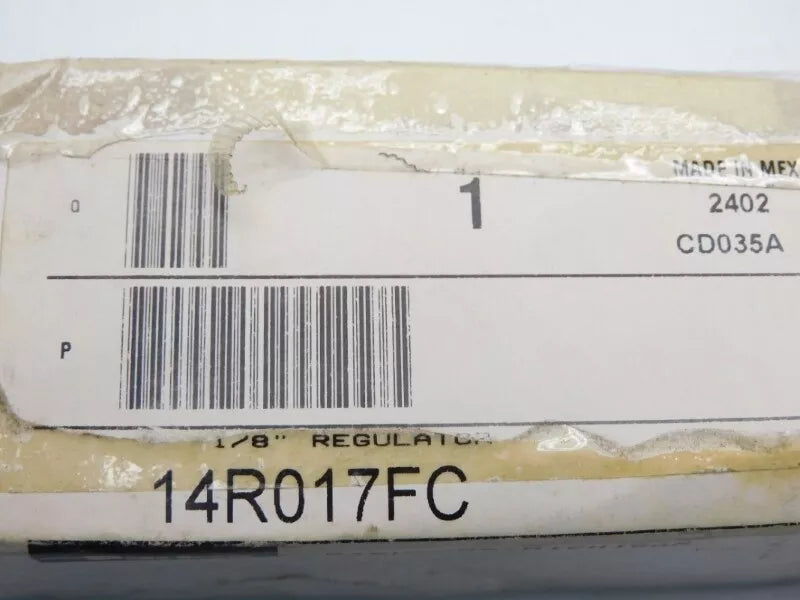 MADE IN MEX
Q 1 2402
CD035A
P
1/8" REGULATOR
14R017FC